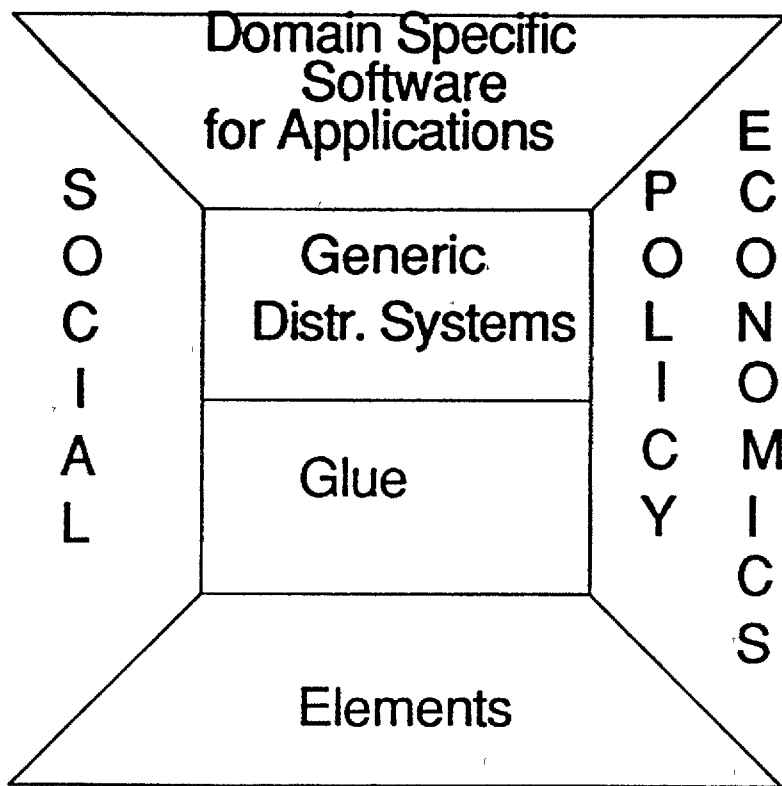 Domain Specific
Software
for Applications
SOCIAL
Generic
Distr. Systems
Glue
POLICY
ECONOMICS
Elements